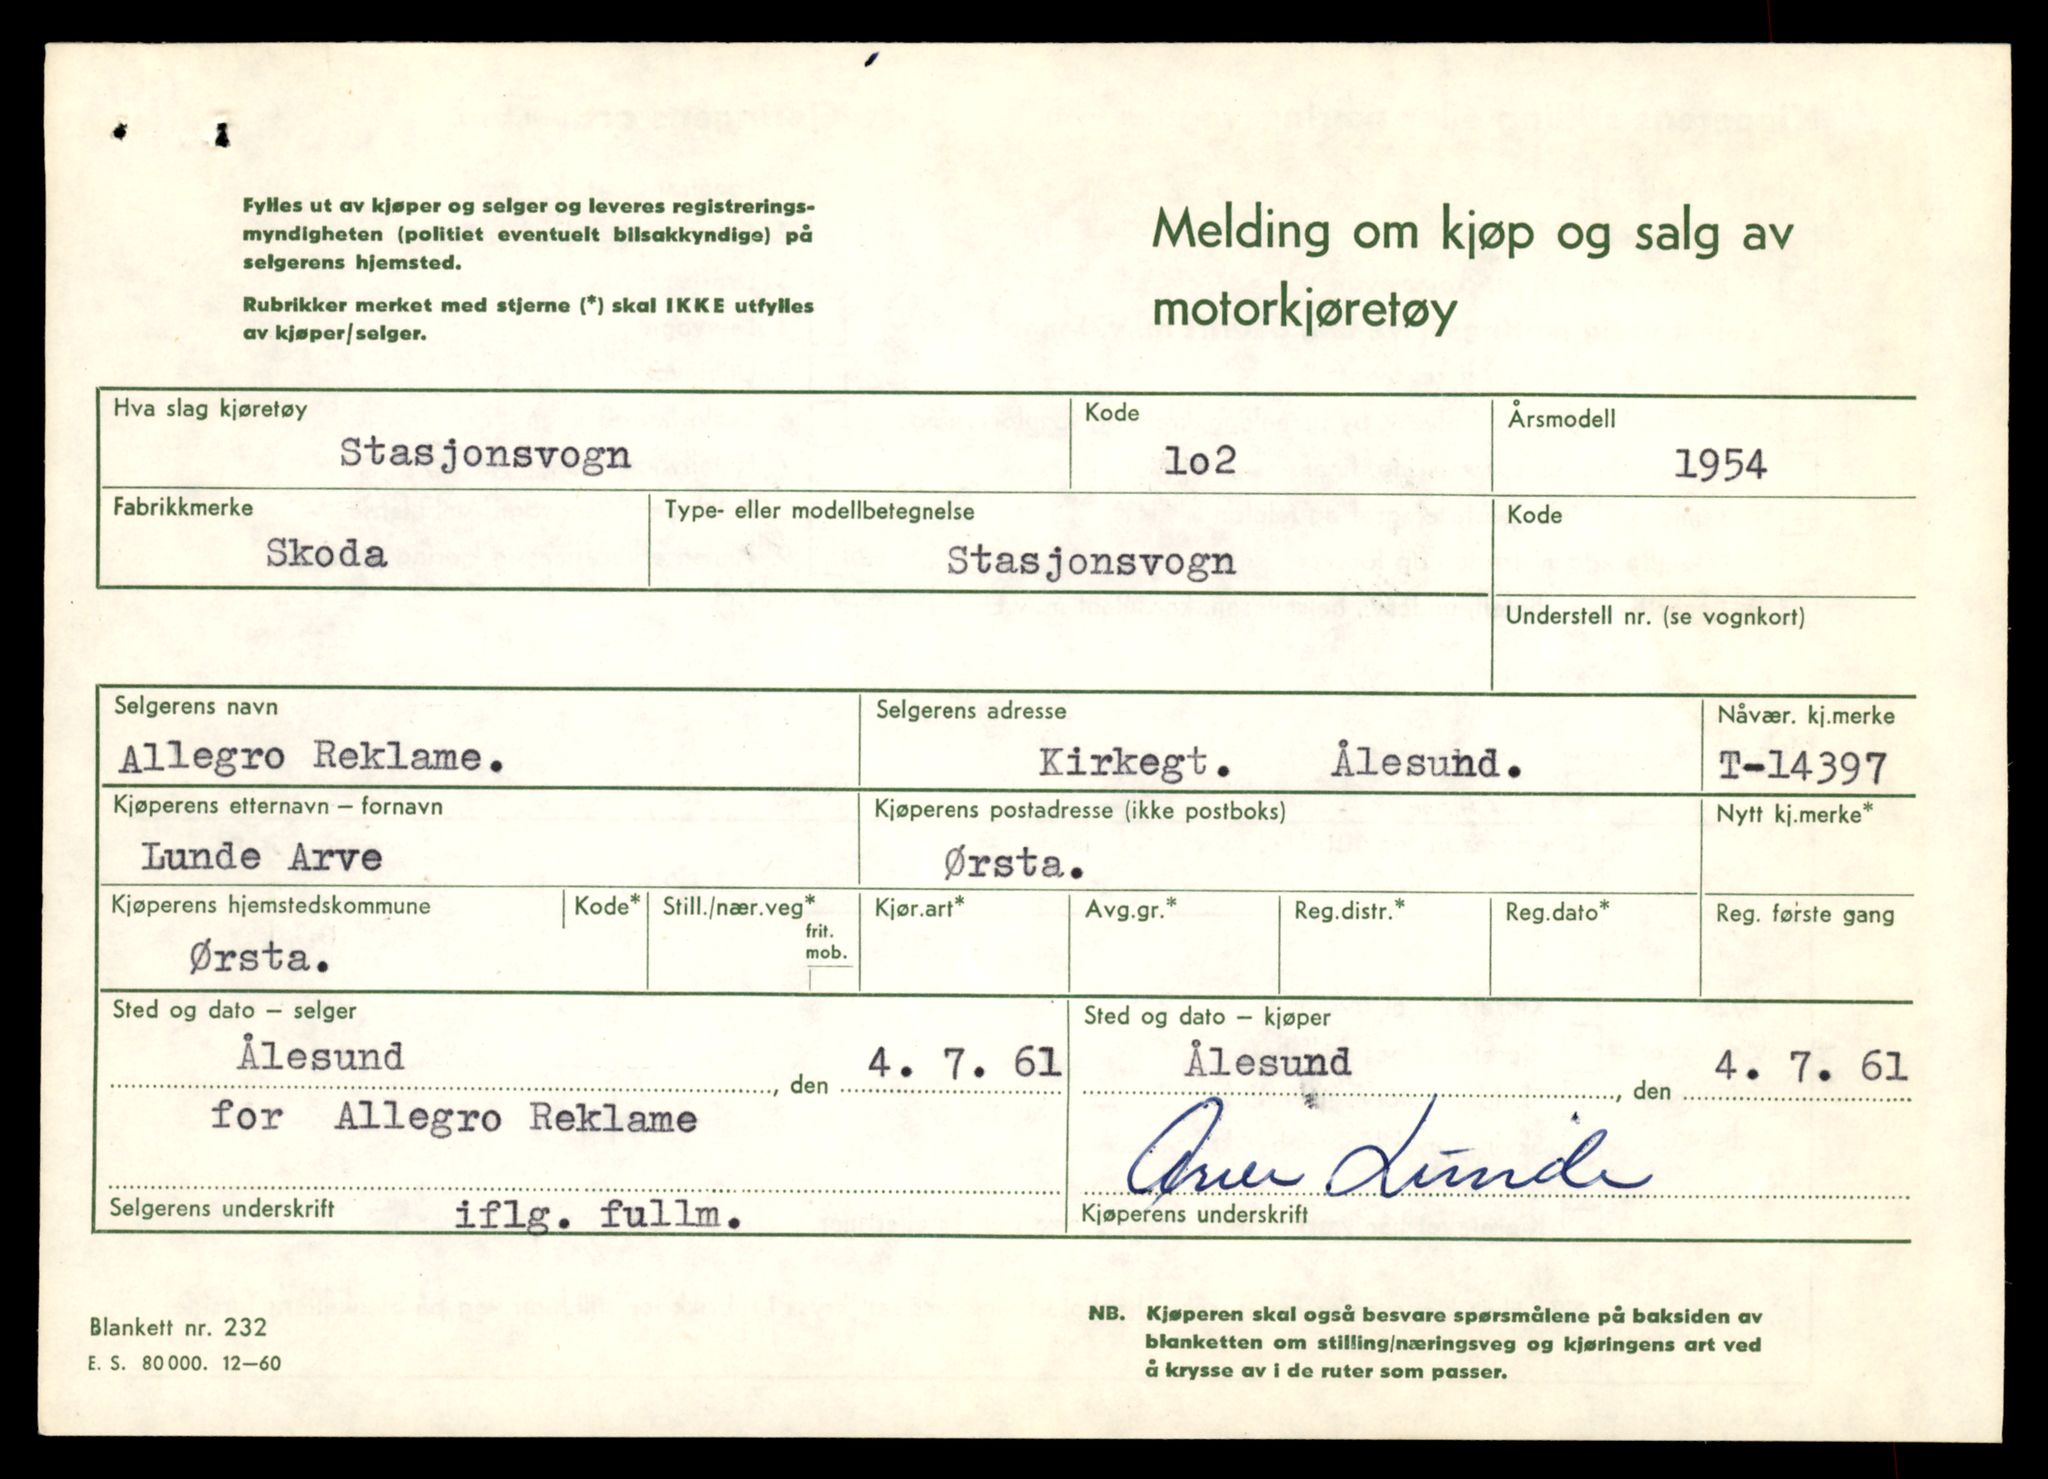 Fylles ut av kjøper og selger og leveres registrerings-
myndigheten (politiet eventuelt bilsakkyndige) på
selgerens hjemsted.
Rubrikker merket med stjerne (*) skal IKKE utfylles
av kjøper/selger.
Melding om kjøp og salg av
motorkjøretøy
Hva slag kjøretøy
Stasjonsvogn
Kode
1o2
Årsmodell
1954
Fabrikkmerke
Skoda
Type- eller modellbetegnelse
Stasjonsvogn
Kode
Understell nr. (se vognkort)
Selgerens navn
Allegro Reklame.
Selgerens adresse
Kirkegt. Ålesund.
Nåvær. kj.merke
T-14397
Kjøperens etternavn – fornavn
Lunde Arve
Kjøperens postadresse (ikke postboks)
Ørsta.
Nytt kj.merke*
Kjøperens hjemstedskommune
Ørsta.
Kode*
Still./nær.veg*
frit.
mob.
Kjør.art*
Avg.gr.*
Reg.distr.*
Reg.dato*
Reg. første gang
Sted og dato – selger
Ålesund, den 4. 7. 61
for Allegro Reklame
Selgerens underskrift iflg. fullm.
Sted og dato – kjøper
Ålesund, den 4. 7. 61
Arve Lunde
Kjøperens underskrift
Blankett nr. 232
E. S. 80 000. 12–60
NB. Kjøperen skal også besvare spørsmålene på baksiden av
blanketten om stilling/næringsveg og kjøringens art ved
å krysse av i de ruter som passer.